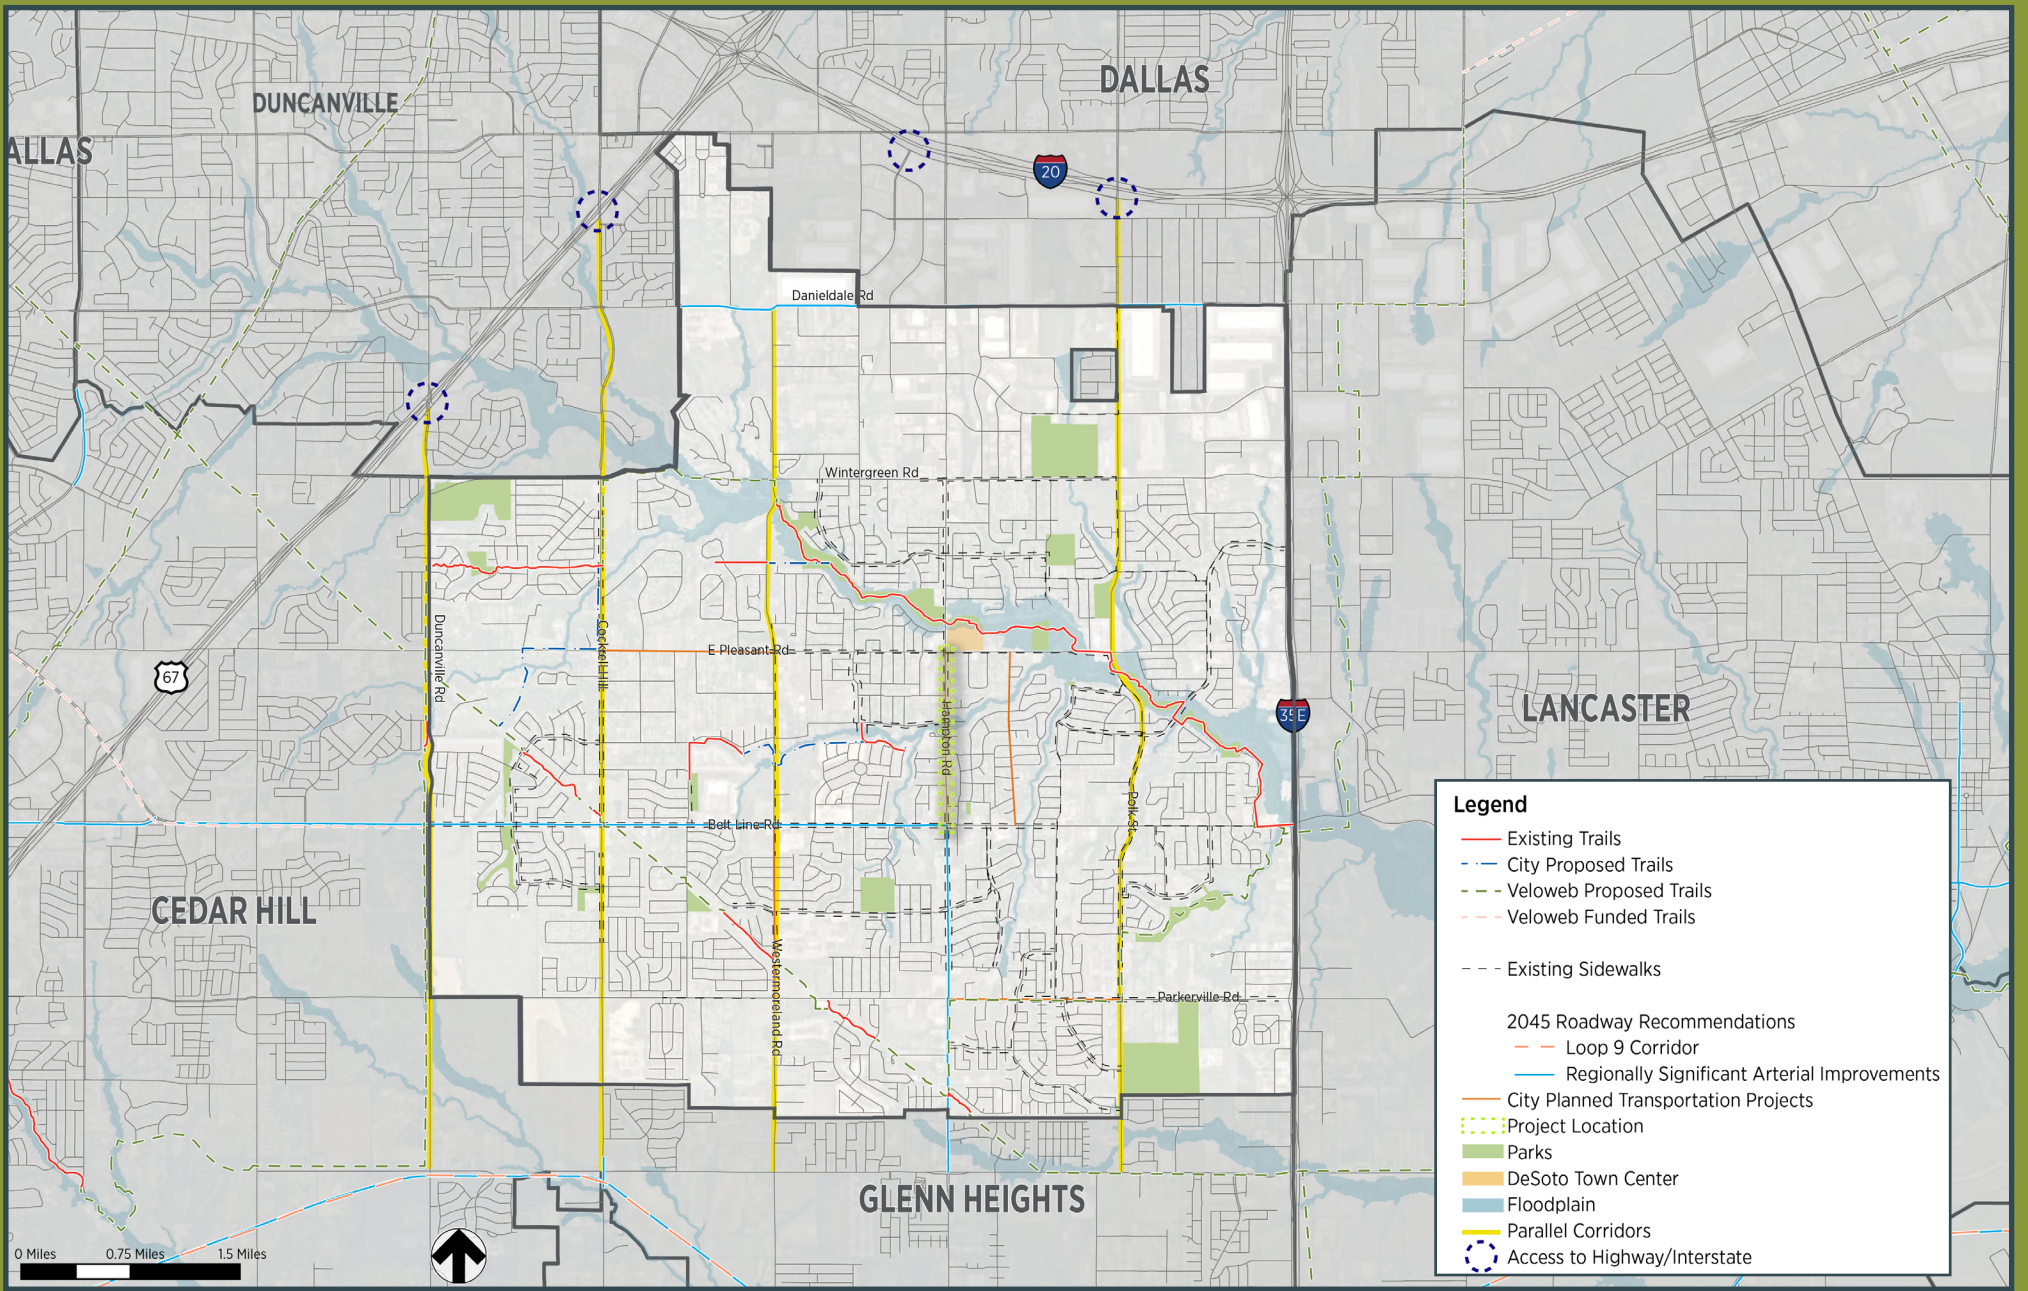 DALLAS
DUNCANVILLE
ALLAS
20
Danieldale Rd
Wintergreen Rd
Duncanville Rd
Cockrell Hill
E Pleasant Rd
67
Hampton Rd
LANCASTER
35E
Polk St
Belt Line Rd
CEDAR HILL
Westermoreland Rd
Parkerville Rd
GLENN HEIGHTS
0 Miles
0.75 Miles
1.5 Miles
Legend
Existing Trails
City Proposed Trails
Veloweb Proposed Trails
Veloweb Funded Trails
Existing Sidewalks
2045 Roadway Recommendations
Loop 9 Corridor
Regionally Significant Arterial Improvements
City Planned Transportation Projects
Project Location
Parks
DeSoto Town Center
Floodplain
Parallel Corridors
Access to Highway/Interstate